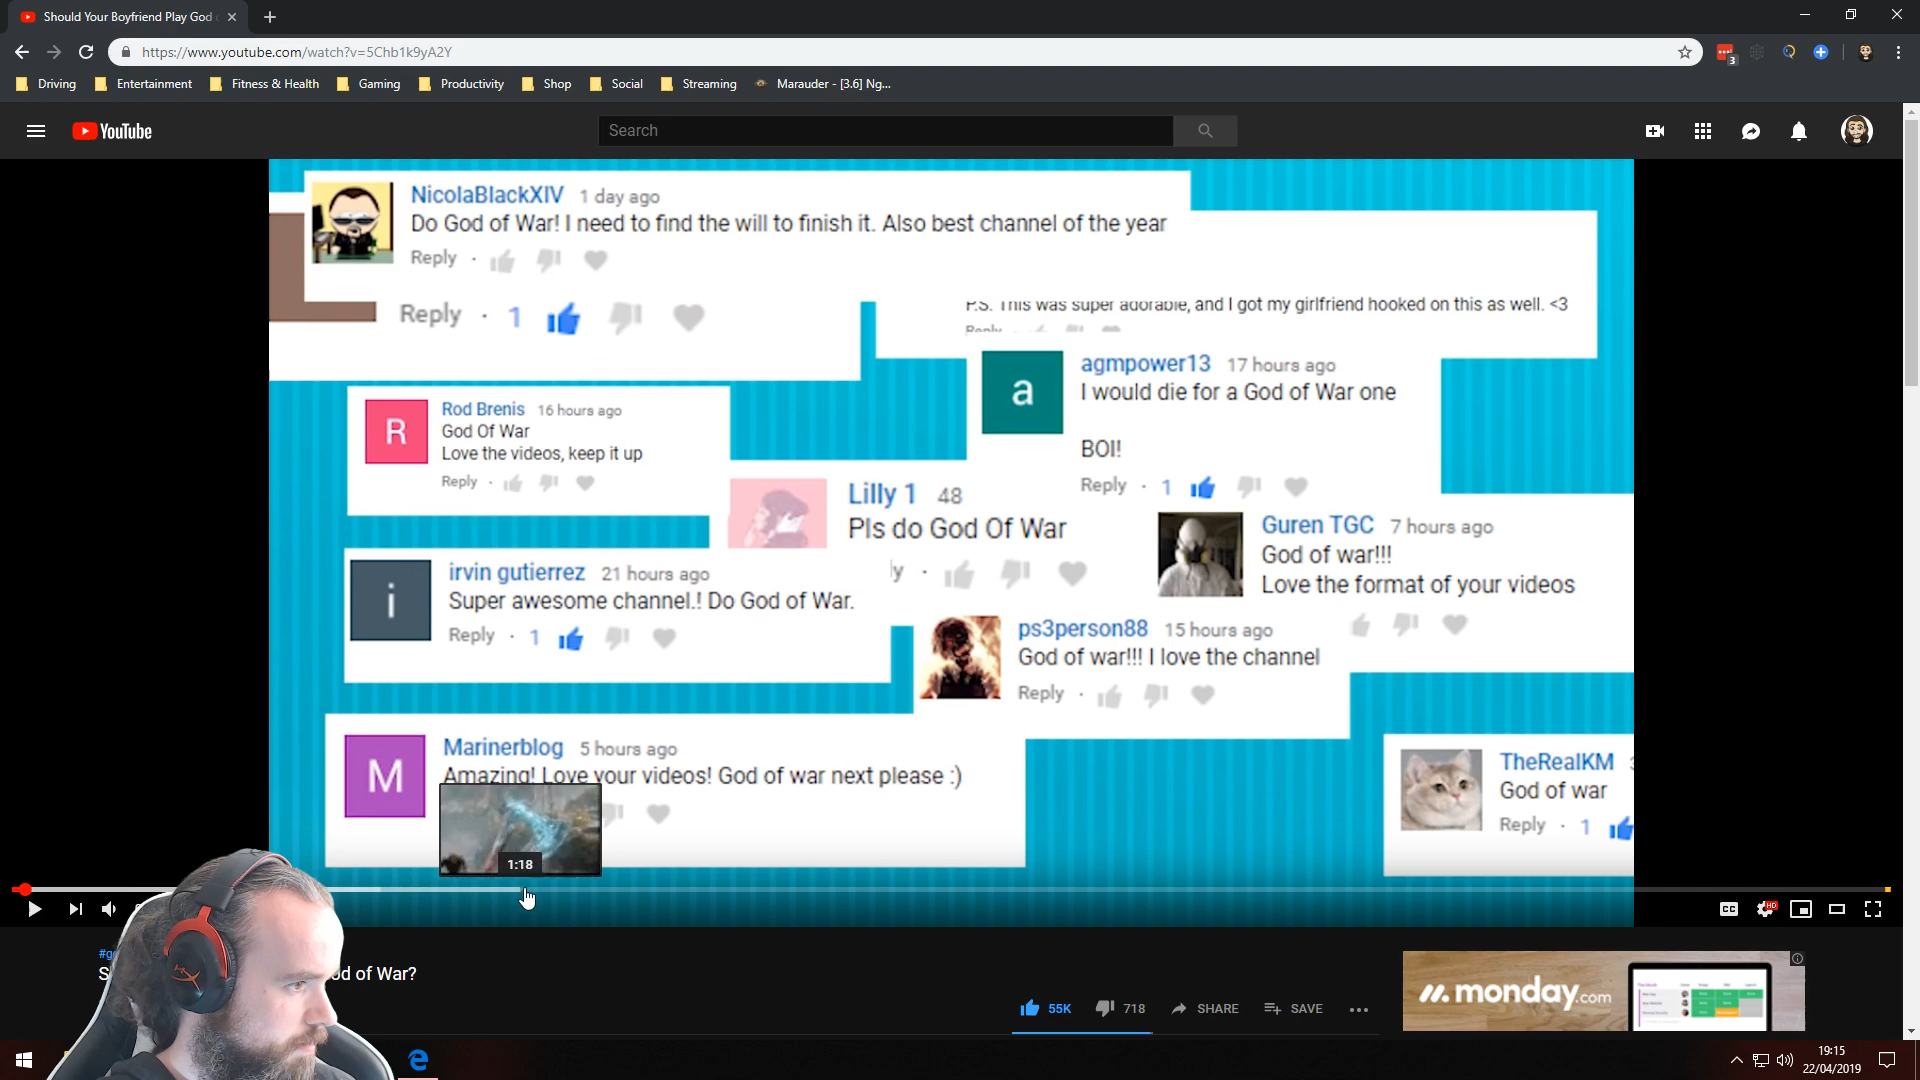 Should Your Boyfriend Play God
https://www.youtube.com/watch?v=5Chb1k9yA2Y
3
Driving
Entertainment
Fitness & Health
Gaming
Productivity
Shop
Social
Streaming
Marauder - [3.6] Ng...
YouTube
Search
NicolaBlackXIV 1 day ago
Do God of War! I need to find the will to finish it. Also best channel of the year
Reply
Reply · 1
P.S. This was super adorable, and I got my girlfriend hooked on this as well. <3
Reply
a
agmpower13 17 hours ago
I would die for a God of War one
BOI!
Reply · 1
R
Rod Brenis 16 hours ago
God Of War
Love the videos, keep it up
Reply
Lilly 1 48
Pls do God Of War
ly
Guren TGC 7 hours ago
God of war!!!
Love the format of your videos
i
irvin gutierrez 21 hours ago
Super awesome channel.! Do God of War.
Reply · 1
ps3person88 15 hours ago
God of war!!! I love the channel
Reply
M
Marinerblog 5 hours ago
Amazing! Love your videos! God of war next please :)
TheRealKM
God of war
Reply · 1
1:18
CC
HD
#g
S
od of War?
55K
718
SHARE
SAVE
monday.com
19:15
22/04/2019